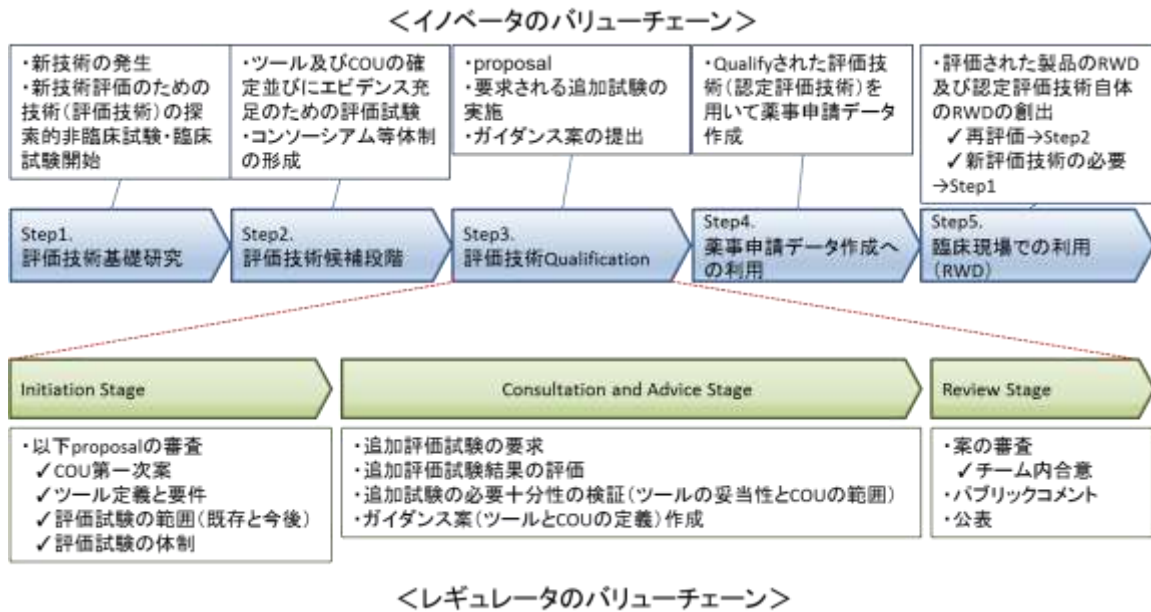 ＜イノベータのバリューチェーン＞
・新技術の発生
・新技術評価のための
技術（評価技術）の探
索的非臨床試験・臨床
試験開始
・ツール及びCOUの確
定並びにエビデンス充
足のための評価試験
・コンソーシアム等体制
の形成
・proposal
・要求される追加試験の
実施
・ガイダンス案の提出
・Qualifyされた評価技
術（認定評価技術）を
用いて薬事申請データ
作成
・評価された製品のRWD
及び認定評価技術自体
のRWDの創出
✓再評価→Step2
✓新評価技術の必要
→Step1
Step1.
評価技術基礎研究
Step2.
評価技術候補段階
Step3.
評価技術Qualification
Step4.
薬事申請データ作成へ
の利用
Step5.
臨床現場での利用
（RWD）
Initiation Stage
Consultation and Advice Stage
Review Stage
・以下proposalの審査
✓COU第一次案
✓ツール定義と要件
✓評価試験の範囲（既存と今後）
✓評価試験の体制
・追加評価試験の要求
・追加評価試験結果の評価
・追加試験の必要十分性の検証（ツールの妥当性とCOUの範囲）
・ガイダンス案（ツールとCOUの定義）作成
・案の審査
✓チーム内合意
・パブリックコメント
・公表
＜レギュレータのバリューチェーン＞